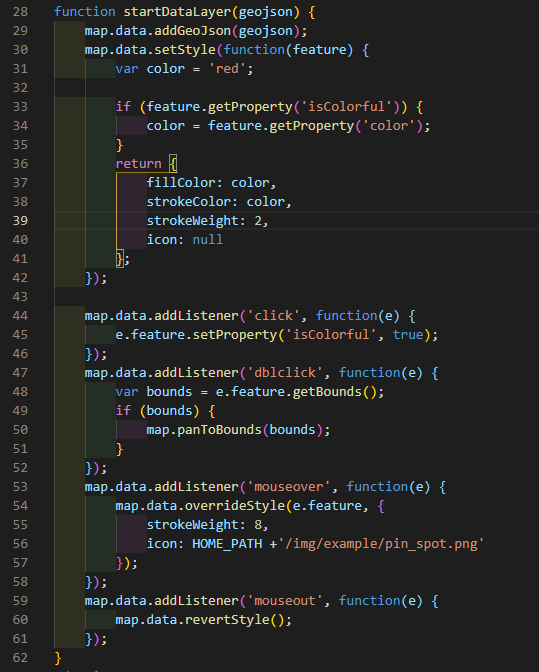 28 function startDataLayer(geojson) {
29     map.data.addGeoJson(geojson);
30     map.data.setStyle(function(feature) {
31         var color = 'red';
32
33         if (feature.getProperty('isColorful')) {
34             color = feature.getProperty('color');
35         }
36         return {
37             fillColor: color,
38             strokeColor: color,
39             strokeWeight: 2,
40             icon: null
41         };
42     });
43
44     map.data.addListener('click', function(e) {
45         e.feature.setProperty('isColorful', true);
46     });
47     map.data.addListener('dblclick', function(e) {
48         var bounds = e.feature.getBounds();
49         if (bounds) {
50             map.panToBounds(bounds);
51         }
52     });
53     map.data.addListener('mouseover', function(e) {
54         map.data.overrideStyle(e.feature, {
55             strokeWeight: 8,
56             icon: HOME_PATH +'/img/example/pin_spot.png'
57         });
58     });
59     map.data.addListener('mouseout', function(e) {
60         map.data.revertStyle();
61     });
62 }